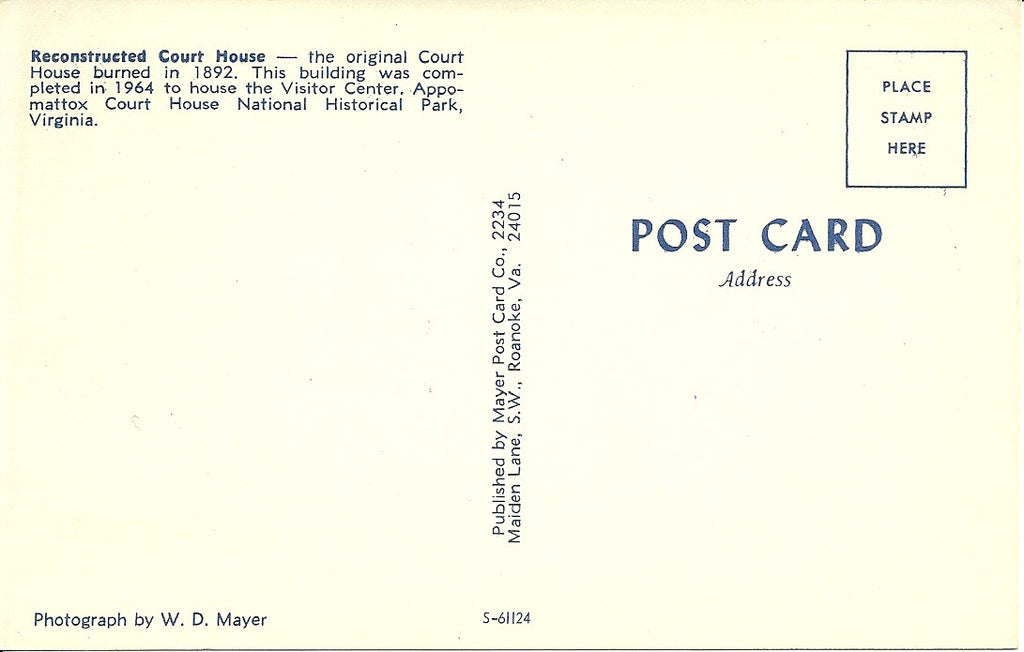 Reconstructed Court House — the original Court
House burned in 1892. This building was com-
pleted in 1964 to house the Visitor Center. Appo-
mattox Court House National Historical Park,
Virginia.
PLACE
STAMP
HERE
POST CARD
Address
Published by Mayer Post Card Co., 2234
Maiden Lane, S.W., Roanoke, Va. 24015
Photograph by W. D. Mayer
S-61124